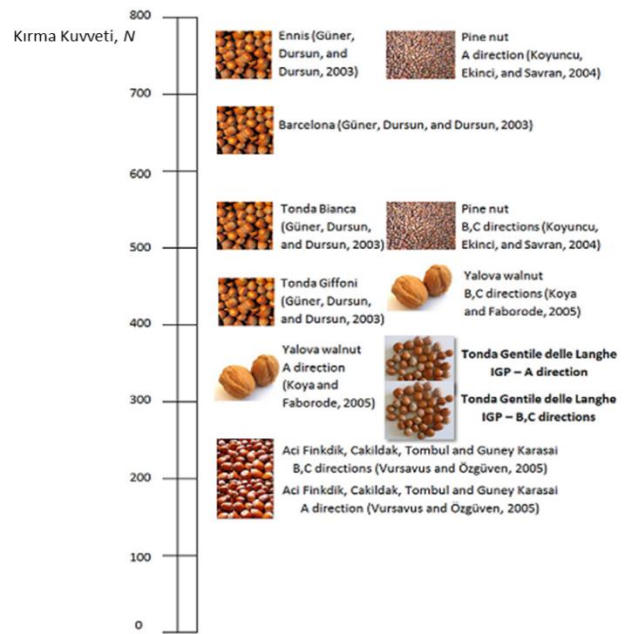 Kırma Kuvveti, N
800
700
600
500
400
300
200
100
0
Ennis (Güner,
Dursun, and
Dursun, 2003)
Pine nut
A direction (Koyuncu,
Ekinci, and Savran, 2004)
Barcelona (Güner, Dursun, and Dursun, 2003)
Tonda Bianca
(Güner, Dursun,
and Dursun, 2003)
Pine nut
B,C directions (Koyuncu,
Ekinci, and Savran, 2004)
Tonda Giffoni
(Güner, Dursun,
and Dursun, 2003)
Yalova walnut
B,C directions (Koya
and Faborode, 2005)
Yalova walnut
A direction
(Koya and
Faborode, 2005)
Tonda Gentile delle Langhe
IGP – A direction
Tonda Gentile delle Langhe
IGP – B,C directions
Aci Finkdik, Cakildak, Tombul and Guney Karasai
B,C directions (Vursavus and Özgüven, 2005)
Aci Finkdik, Cakildak, Tombul and Guney Karasai
A direction (Vursavus and Özgüven, 2005)